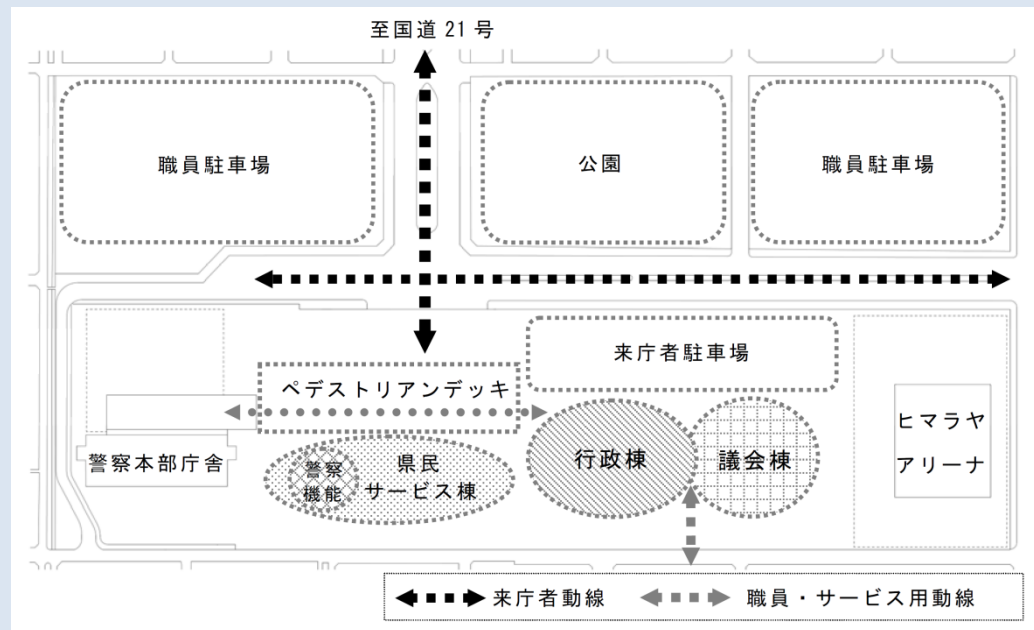 至国道21号
職員駐車場
公園
職員駐車場
来庁者駐車場
ペデストリアンデッキ
警察本部庁舎
警察
機能
県民
サービス棟
行政棟
議会棟
ヒマラヤ
アリーナ
来庁者動線
職員・サービス用動線